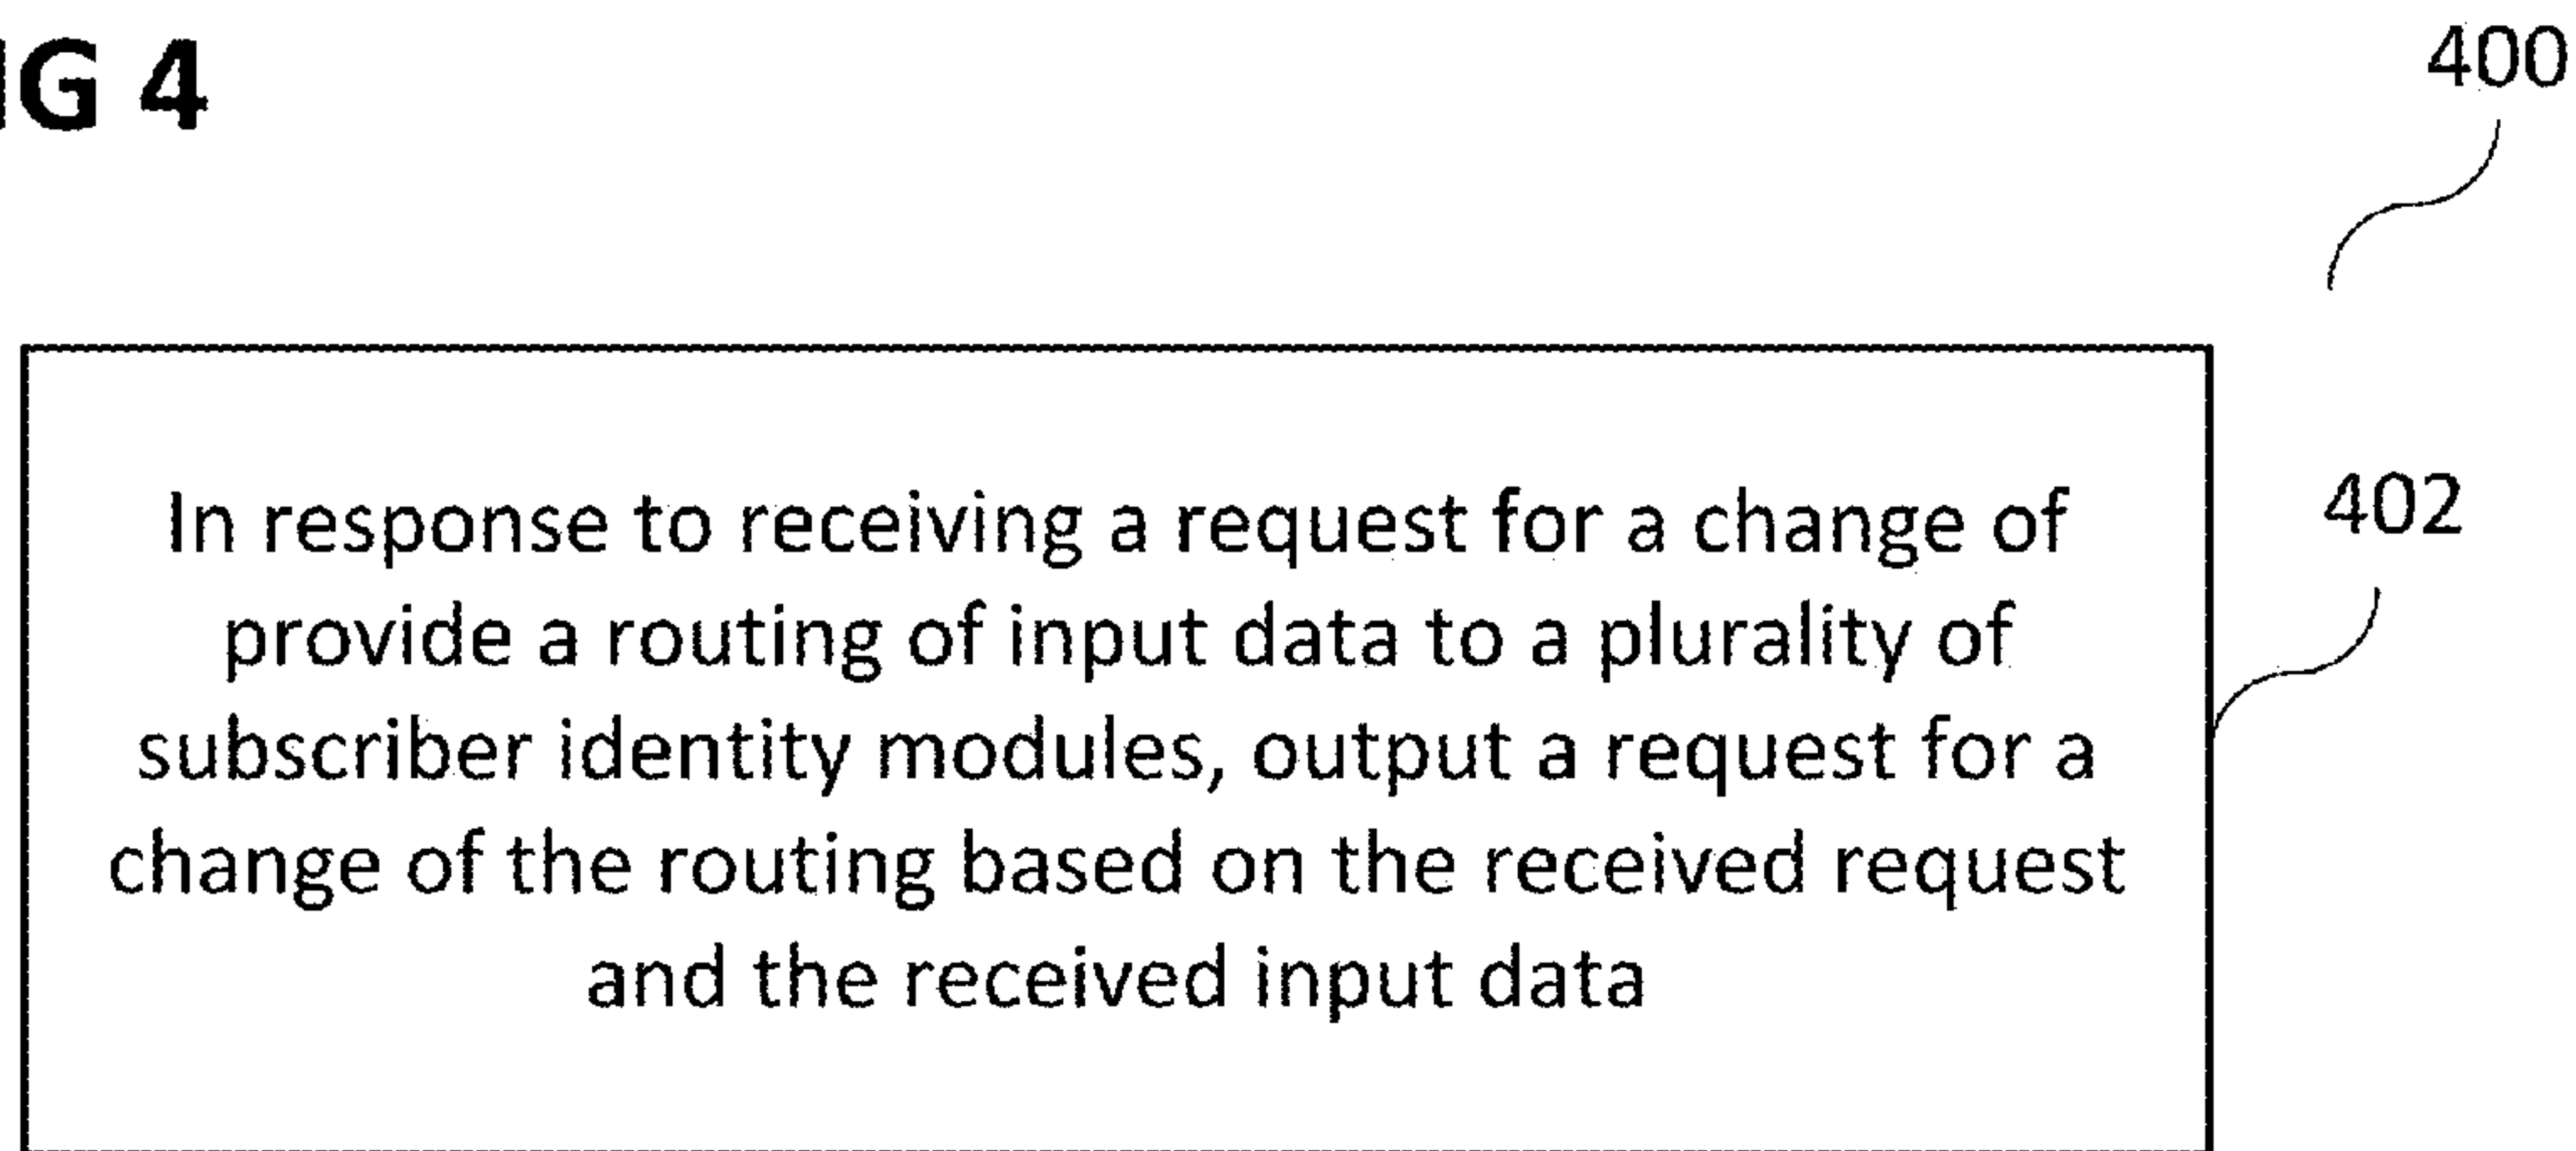 IG 4
400
In response to receiving a request for a change of
provide a routing of input data to a plurality of
subscriber identity modules, output a request for a
change of the routing based on the received request
and the received input data
402